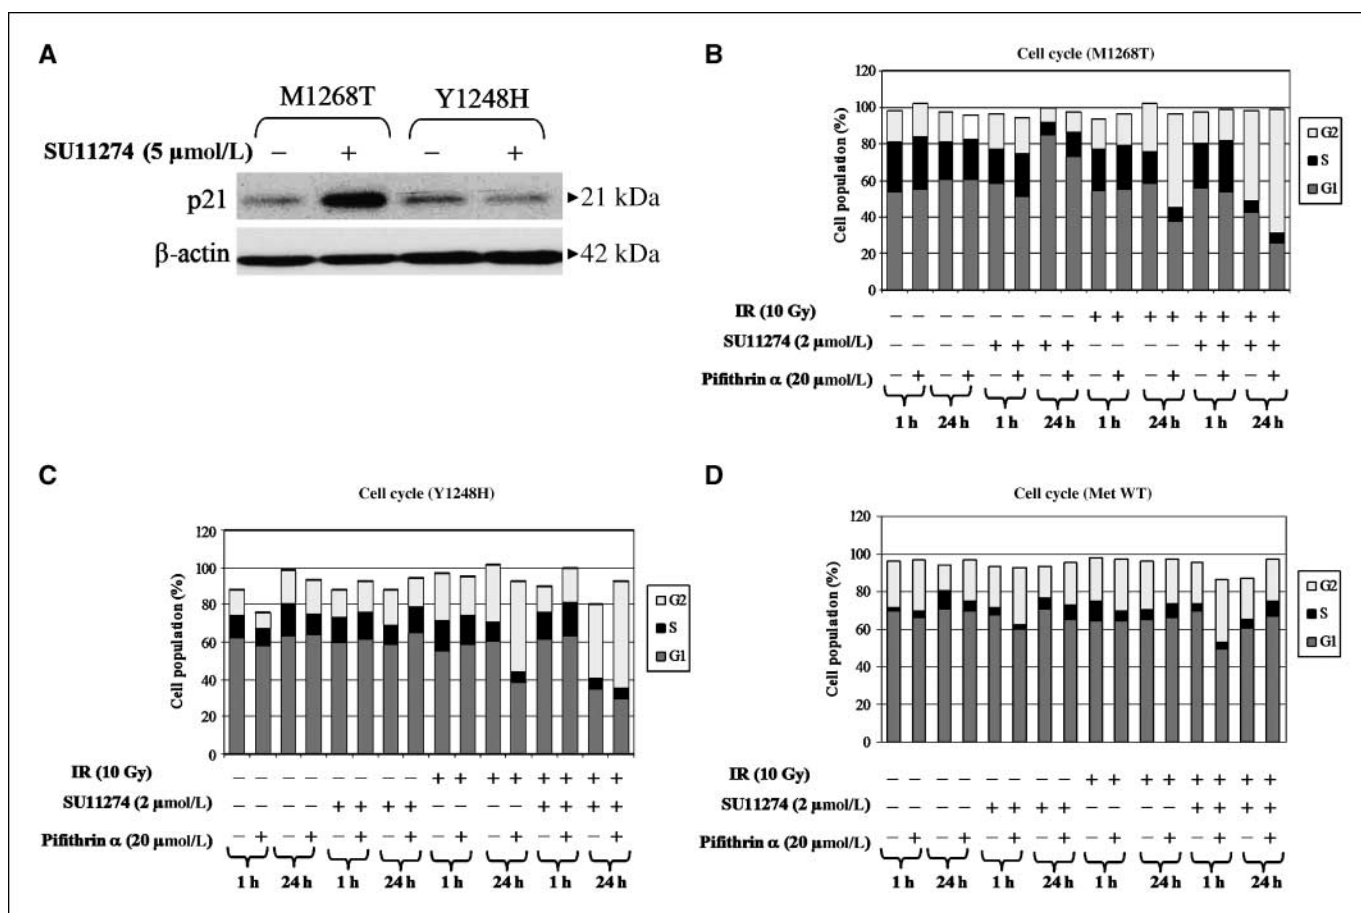 A
M1268T Y1248H
SU11274 (5 µmol/L) – + – +
p21 ►21 kDa
β-actin ►42 kDa
B
Cell cycle (M1268T)
Cell population (%)
120
100
80
60
40
20
0
G2
S
G1
IR (10 Gy) – – – – – – – – + + + + + + + +
SU11274 (2 µmol/L) – – – – + + + + – – – – + + + +
Pifithrin α (20 µmol/L) – + – + – + – + – + – + – + – +
1 h 24 h 1 h 24 h 1 h 24 h 1 h 24 h
C
Cell cycle (Y1248H)
Cell population (%)
120
100
80
60
40
20
0
G2
S
G1
IR (10 Gy) – – – – – – – – + + + + + + + +
SU11274 (2 µmol/L) – – – – + + + + – – – – + + + +
Pifithrin α (20 µmol/L) – + – + – + – + – + – + – + – +
1 h 24 h 1 h 24 h 1 h 24 h 1 h 24 h
D
Cell cycle (Met WT)
Cell population (%)
120
100
80
60
40
20
0
G2
S
G1
IR (10 Gy) – – – – – – – – + + + + + + + +
SU11274 (2 µmol/L) – – – – + + + + – – – – + + + +
Pifithrin α (20 µmol/L) – + – + – + – + – + – + – + – +
1 h 24 h 1 h 24 h 1 h 24 h 1 h 24 h